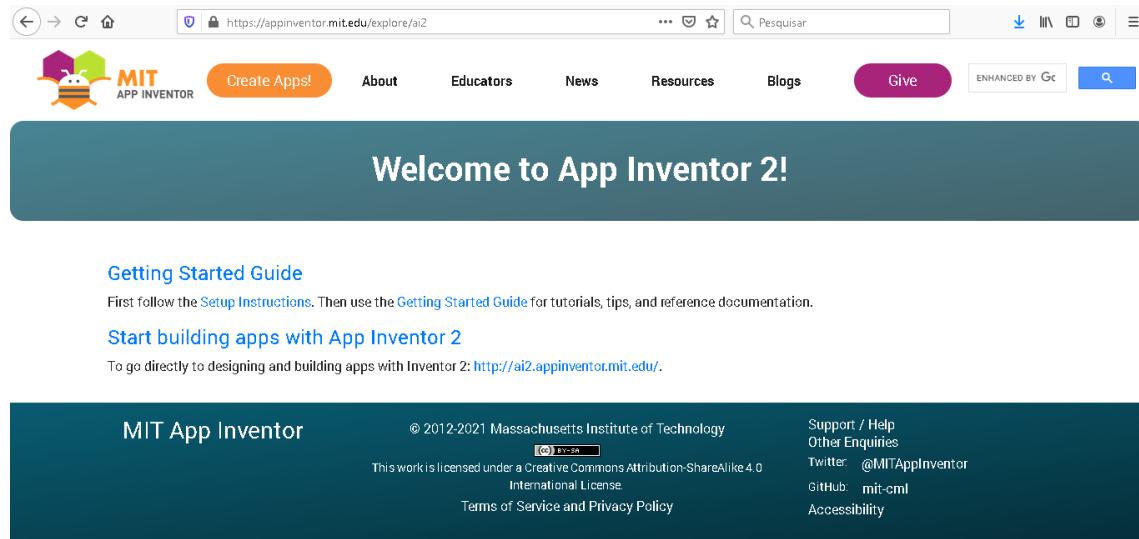 https://appinventor.mit.edu/explore/ai2
Pesquisar
MIT
APP INVENTOR
Create Apps!
About
Educators
News
Resources
Blogs
Give
ENHANCED BY
Welcome to App Inventor 2!
Getting Started Guide
First follow the Setup Instructions. Then use the Getting Started Guide for tutorials, tips, and reference documentation.
Start building apps with App Inventor 2
To go directly to designing and building apps with Inventor 2: http://ai2.appinventor.mit.edu/.
MIT App Inventor
© 2012-2021 Massachusetts Institute of Technology
cc BY-SA
This work is licensed under a Creative Commons Attribution-ShareAlike 4.0
International License.
Terms of Service and Privacy Policy
Support / Help
Other Enquiries
Twitter: @MITAppInventor
GitHub: mit-cml
Accessibility